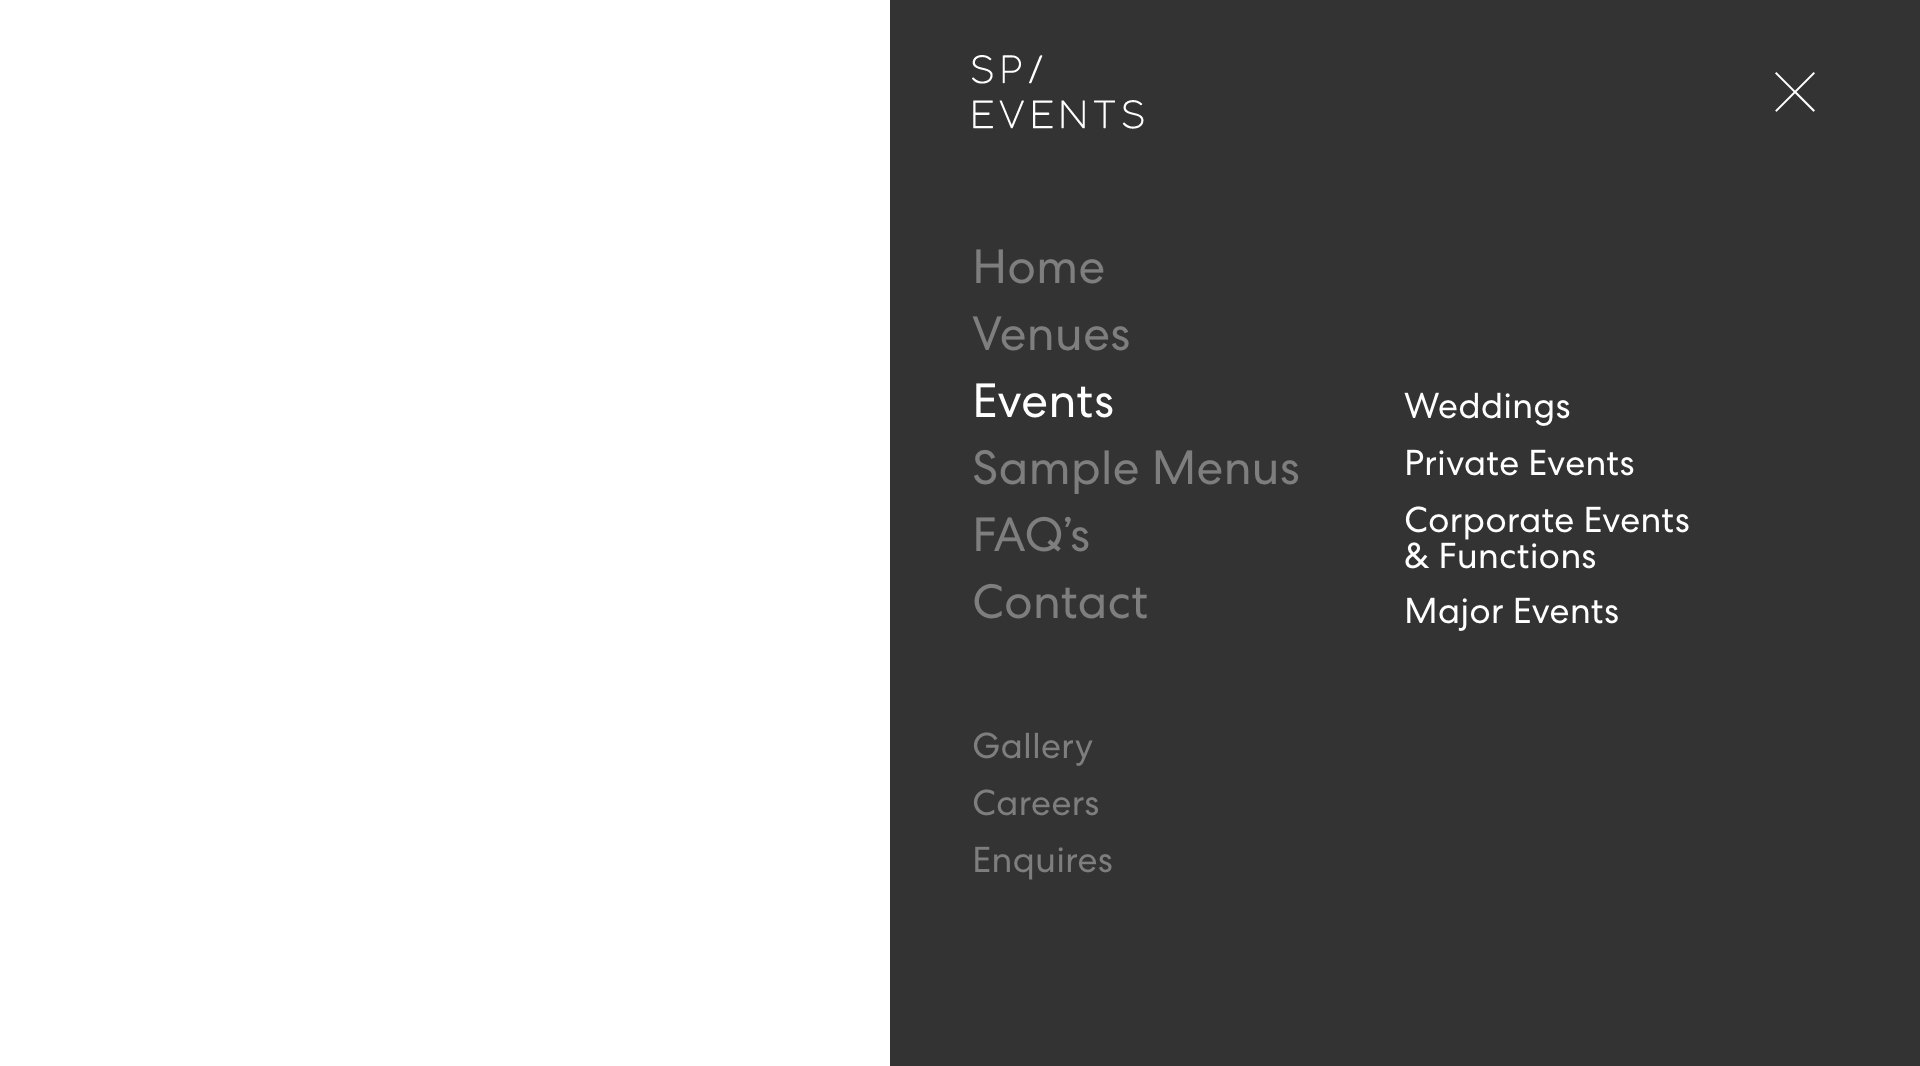 SP/
EVENTS
Home
Venues
Events
Sample Menus
FAQ’s
Contact
Weddings
Private Events
Corporate Events
& Functions
Major Events
Gallery
Careers
Enquires